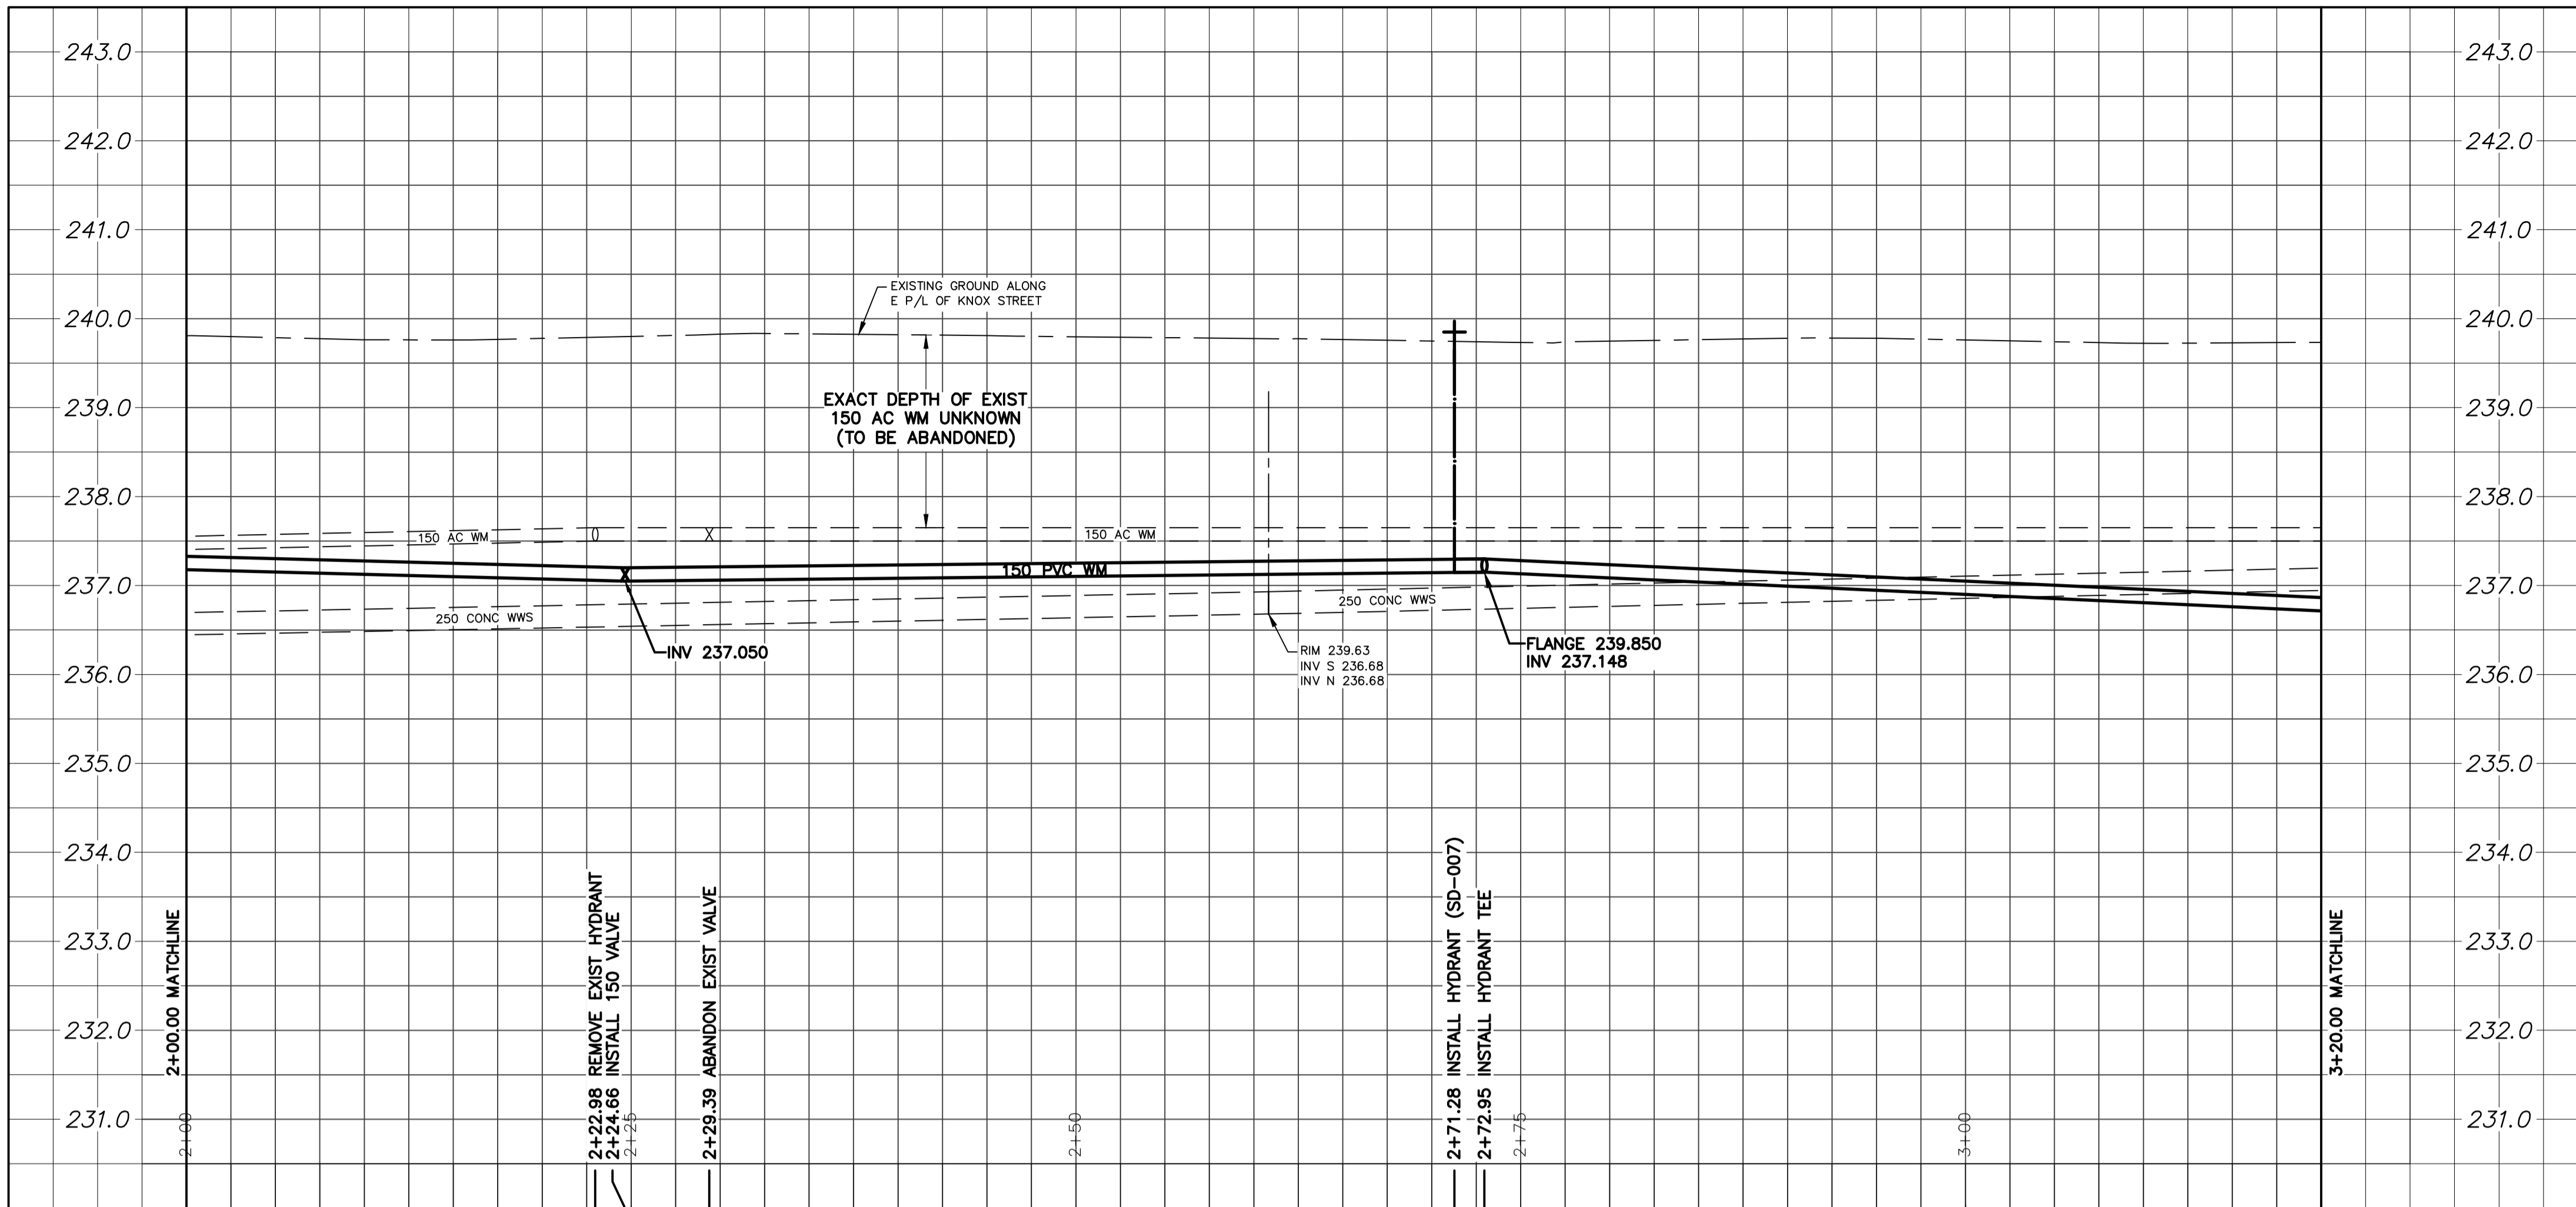 243.0
243.0
242.0
242.0
241.0
241.0
EXISTING GROUND ALONG
E P/L OF KNOX STREET
240.0
240.0
EXACT DEPTH OF EXIST
150 AC WM UNKNOWN
(TO BE ABANDONED)
239.0
239.0
238.0
238.0
150 AC WM
150 AC WM
150 PVC WM
237.0
237.0
250 CONC WWS
250 CONC WWS
INV 237.050
RIM 239.63
INV S 236.68
INV N 236.68
FLANGE 239.850
INV 237.148
236.0
236.0
235.0
235.0
234.0
234.0
233.0
233.0
232.0
232.0
231.0
231.0
2+00.00 MATCHLINE
2+00
2+22.98 REMOVE EXIST HYDRANT
2+24.66 INSTALL 150 VALVE
2+25
2+29.39 ABANDON EXIST VALVE
2+50
2+71.28 INSTALL HYDRANT (SD-007)
2+72.95 INSTALL HYDRANT TEE
2+75
3+00
3+20.00 MATCHLINE